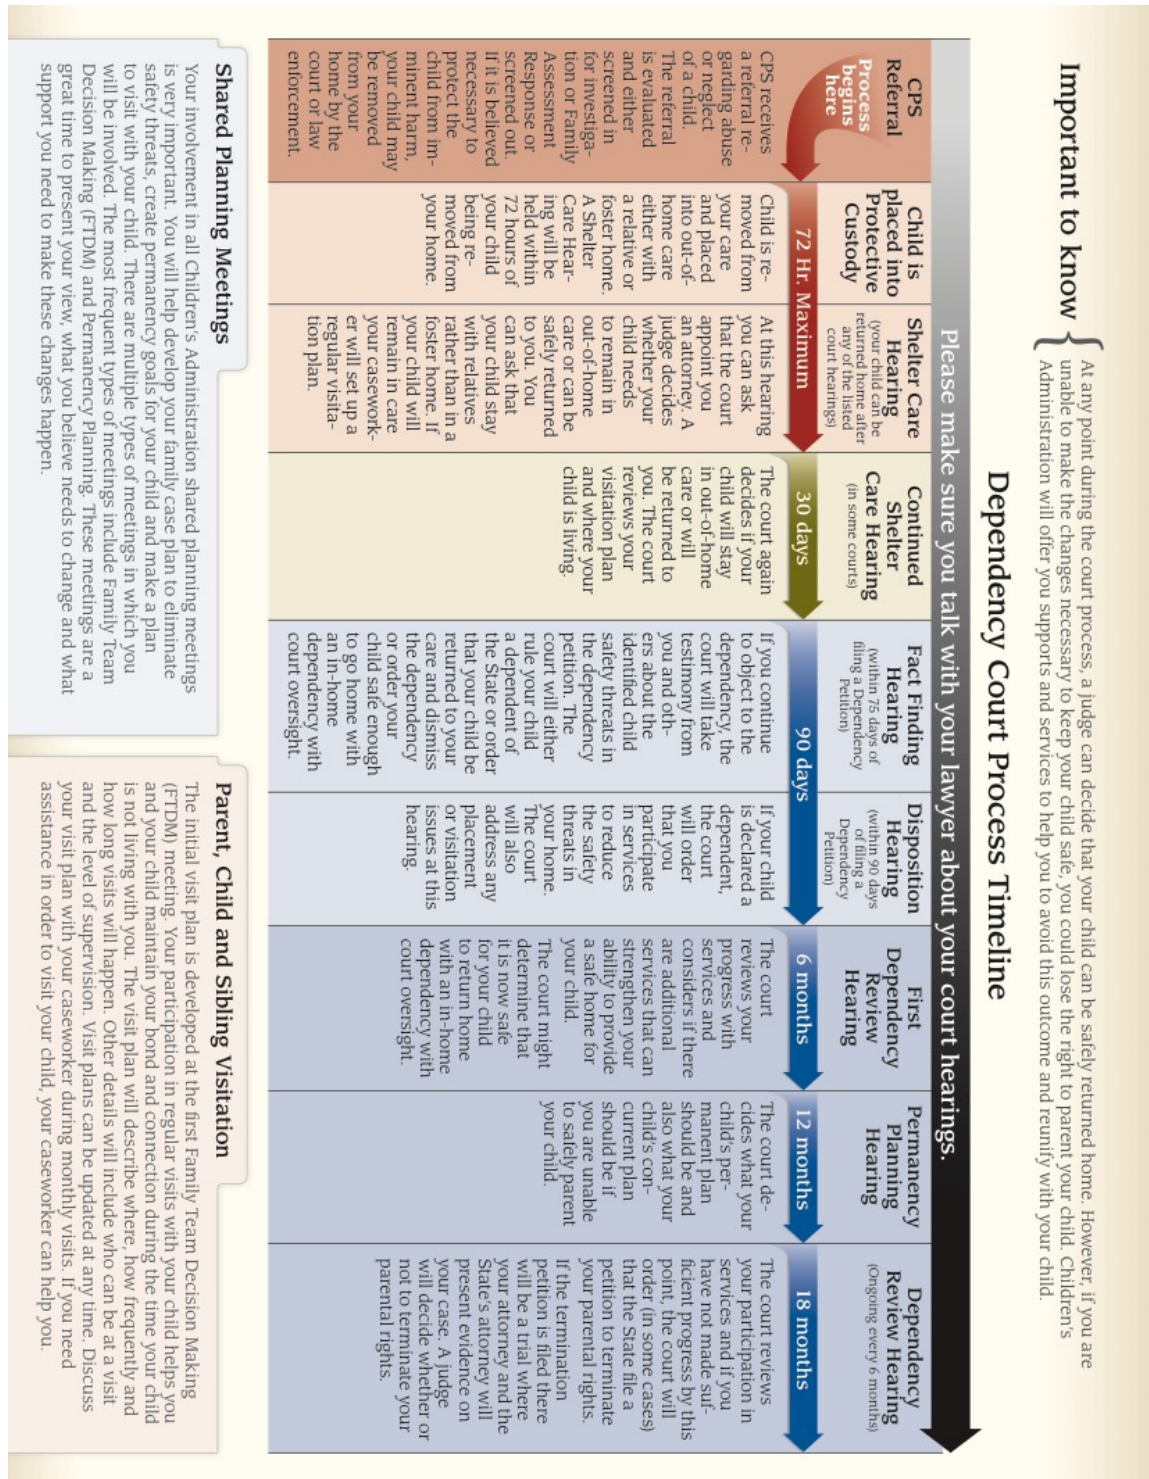 Important to know
At any point during the court process, a judge can decide that your child can be safely returned home. However, if you are
unable to make the changes necessary to keep your child safe, you could lose the right to parent your child. Children's
Administration will offer you supports and services to help you to avoid this outcome and reunify with your child.
Dependency Court Process Timeline
Please make sure you talk with your lawyer about your court hearings.
CPS
Referral
Process
begins
here
CPS receives
a referral re-
garding abuse
or neglect
of a child.
The referral
is evaluated
and either
screened in
for investiga-
tion or Family
Assessment
Response or
screened out.
If it is believed
necessary to
protect the
child from im-
minent harm,
your child may
be removed
from your
home by the
court or law
enforcement.
Child is
placed into
Protective
Custody
72 Hr. Maximum
Child is re-
moved from
your care
and placed
into out-of-
home care
either with
a relative or
foster home.
A Shelter
Care Hear-
ing will be
held within
72 hours of
your child
being re-
moved from
your home.
Shelter Care
Hearing
(your child can be
returned home after
any of the listed
court hearings)
At this hearing
you can ask
that the court
appoint you
an attorney. A
judge decides
whether your
child needs
to remain in
out-of-home
care or can be
safely returned
to you. You
can ask that
your child stay
with relatives
rather than in a
foster home. If
your child will
remain in care
your casework-
er will set up a
regular visita-
tion plan.
Continued
Shelter
Care Hearing
(in some courts)
30 days
The court again
decides if your
child will stay
in out-of-home
care or will
be returned to
you. The court
reviews your
visitation plan
and where your
child is living.
Fact Finding
Hearing
(within 75 days of
filing a Dependency
Petition)
90 days
If you continue
to object to the
dependency, the
court will take
testimony from
you and oth-
ers about the
identified child
safety threats in
the dependency
petition. The
court will either
rule your child
a dependent of
the State or order
that your child be
returned to your
care and dismiss
the dependency
or order your
child safe enough
to go home with
an in-home
dependency with
court oversight.
Disposition
Hearing
(within 90 days
of filing a
Dependency
Petition)
If your child
is declared a
dependent,
the court
will order
that you
participate
in services
to reduce
the safety
threats in
your home.
The court
will also
address any
placement
or visitation
issues at this
hearing.
First
Dependency
Review
Hearing
6 months
The court
reviews your
progress with
services and
considers if there
are additional
services that can
strengthen your
ability to provide
a safe home for
your child.
The court might
determine that
it is now safe
for your child
to return home
with an in-home
dependency with
court oversight.
Permanency
Planning
Hearing
12 months
The court de-
cides what your
child's per-
manent plan
should be and
also what your
child's con-
current plan
should be if
you are unable
to safely parent
your child.
Dependency
Review Hearing
(Ongoing every 6 months)
18 months
The court reviews
your participation in
services and if you
have not made suf-
ficient progress by this
point, the court will
order (in some cases)
that the State file a
petition to terminate
your parental rights.
If the termination
petition is filed there
will be a trial where
your attorney and the
State's attorney will
present evidence on
your case. A judge
will decide whether or
not to terminate your
parental rights.
Shared Planning Meetings
Your involvement in all Children's Administration shared planning meetings
is very important. You will help develop your family case plan to eliminate
safety threats, create permanency goals for your child and make a plan
to visit with your child. There are multiple types of meetings in which you
will be involved. The most frequent types of meetings include Family Team
Decision Making (FTDM) and Permanency Planning. These meetings are a
great time to present your view, what you believe needs to change and what
support you need to make these changes happen.
Parent, Child and Sibling Visitation
The initial visit plan is developed at the first Family Team Decision Making
(FTDM) meeting. Your participation in regular visits with your child helps you
and your child maintain your bond and connection during the time your child
is not living with you. The visit plan will describe where, how frequently and
how long visits will happen. Other details will include who can be at a visit
and the level of supervision. Visit plans can be updated at any time. Discuss
your visit plan with your caseworker during monthly visits. If you need
assistance in order to visit your child, your caseworker can help you.